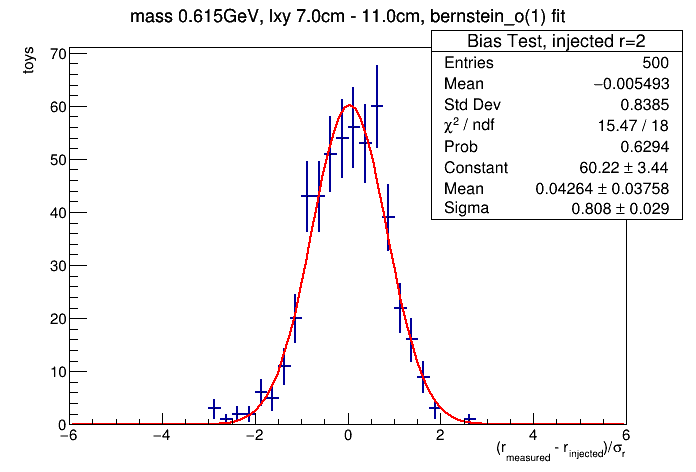 mass 0.615GeV, lxy 7.0cm - 11.0cm, bernstein_o(1) fit
Bias Test, injected r=2
Entries 500
Mean −0.005493
Std Dev 0.8385
χ² / ndf 15.47 / 18
Prob 0.6294
Constant 60.22 ± 3.44
Mean 0.04264 ± 0.03758
Sigma 0.808 ± 0.029
toys
70
60
50
40
30
20
10
0
−6 −4 −2 0 2 4 6
(r_measured - r_injected)/σ_r